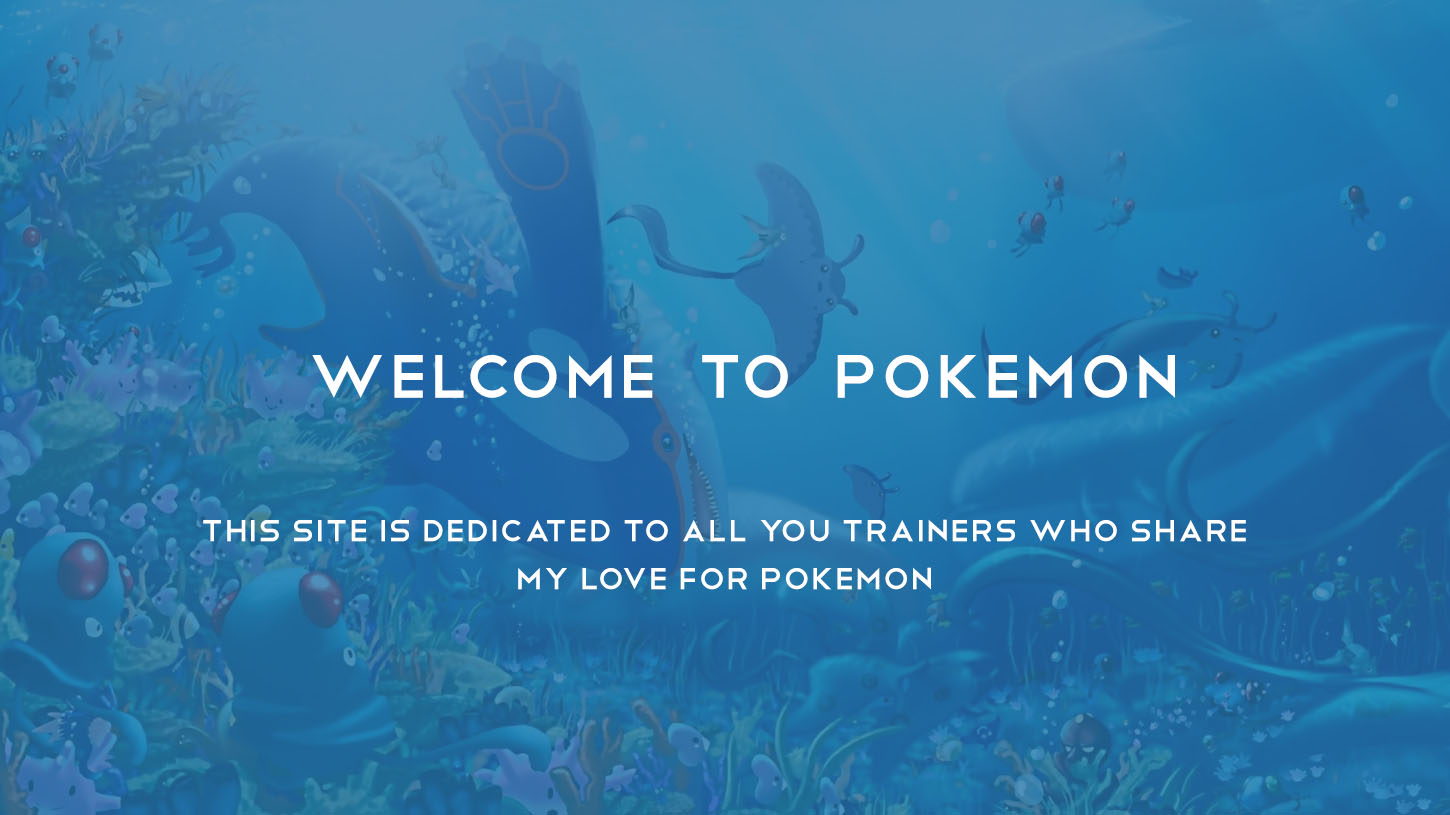 WELCOME TO POKEMON
THIS SITE IS DEDICATED TO ALL YOU TRAINERS WHO SHARE
MY LOVE FOR POKEMON